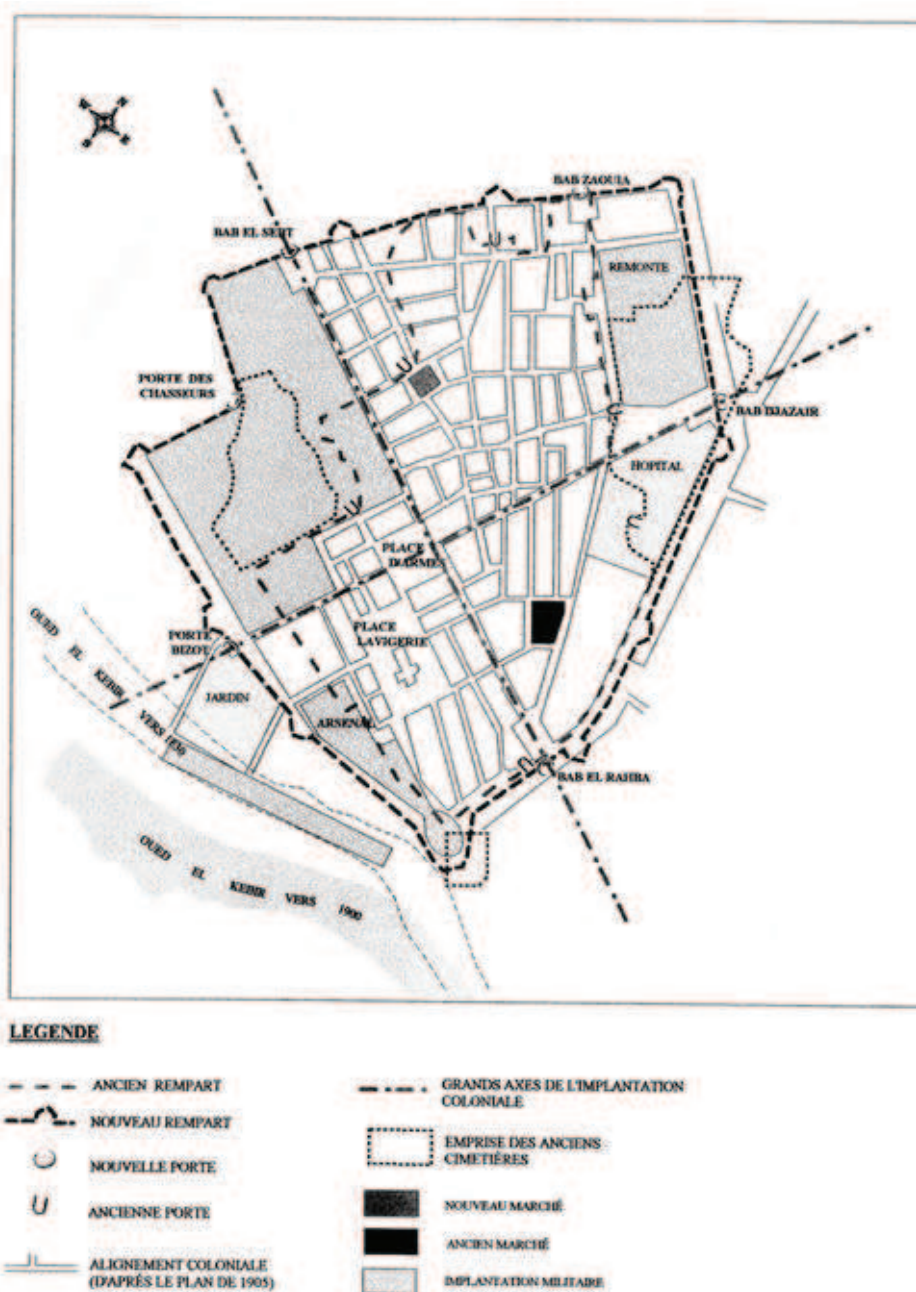 BAB ZAOUIA
BAB EL SEBT
REMONTE
PORTE DES
CHASSEURS
BAB DJAZAIR
HOPITAL
PLACE
D'ARMES
PLACE
LAVIGERIE
PORTE
BIZOT
JARDIN
ARSENAL
BAB EL RAHBA
OUED EL KEBIR VERS 1830
OUED EL KEBIR VERS 1900
LEGENDE
ANCIEN REMPART
NOUVEAU REMPART
NOUVELLE PORTE
ANCIENNE PORTE
ALIGNEMENT COLONIALE
(D'APRÈS LE PLAN DE 1905)
GRANDS AXES DE L'IMPLANTATION
COLONIALE
EMPRISE DES ANCIENS
CIMETIÈRES
NOUVEAU MARCHÉ
ANCIEN MARCHÉ
IMPLANTATION MILITAIRE